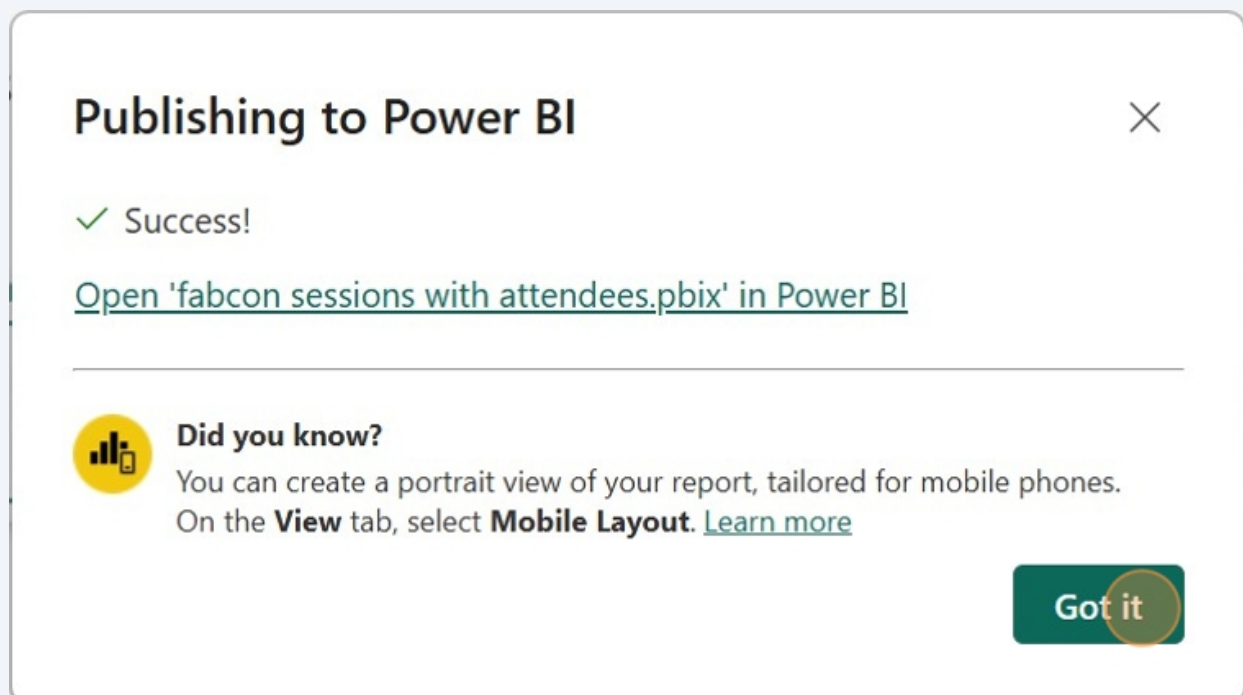 Publishing to Power BI
Success!
Open 'fabcon sessions with attendees.pbix' in Power BI
Did you know?
You can create a portrait view of your report, tailored for mobile phones.
On the View tab, select Mobile Layout. Learn more
Got it